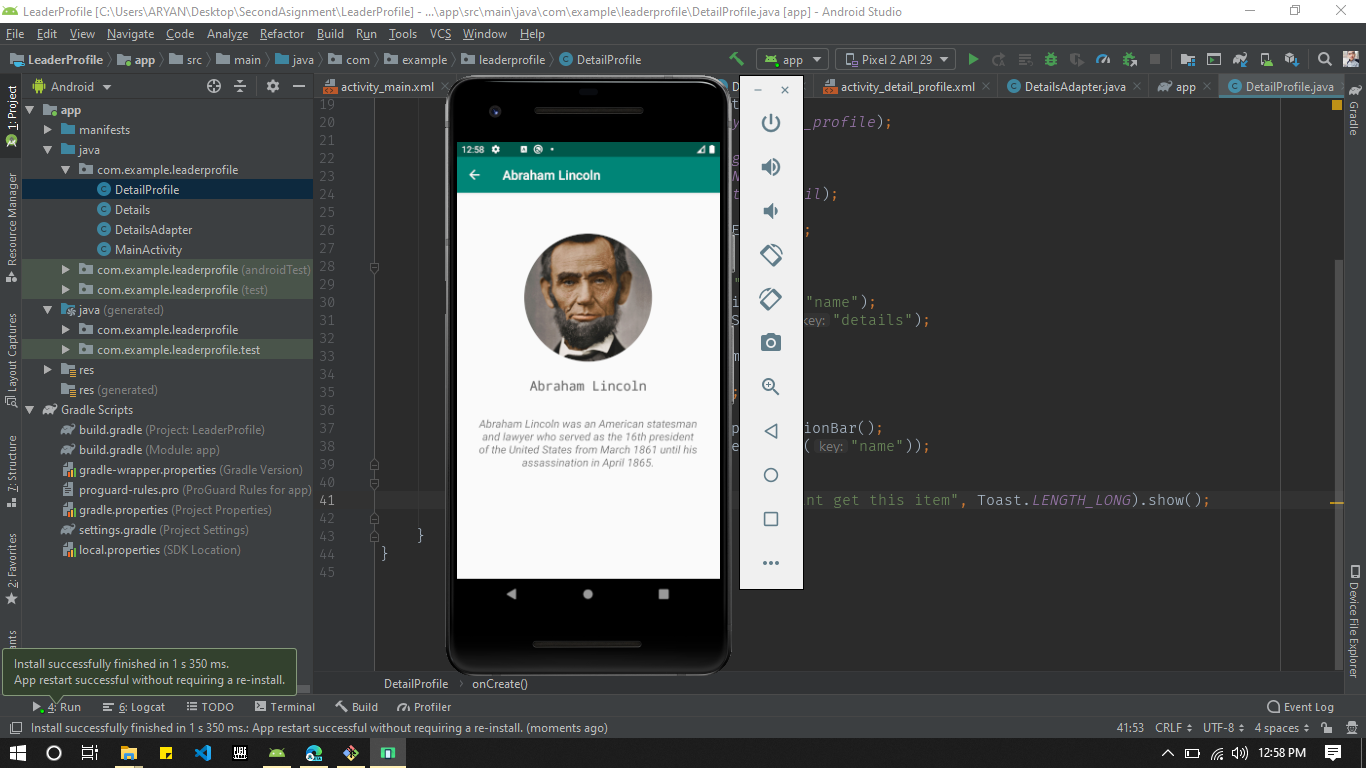 LeaderProfile [C:\Users\ARYAN\Desktop\SecondAsignment\LeaderProfile] - ...\app\src\main\java\com\example\leaderprofile\DetailProfile.java [app] - Android Studio
File Edit View Navigate Code Analyze Refactor Build Run Tools VCS Window Help
LeaderProfile app src main java com example leaderprofile DetailProfile app Pixel 2 API 29
Android activity_main.xml activity_detail_profile.xml DetailsAdapter.java app DetailProfile.java
1: Project
Resource Manager
Layout Captures
7: Structure
2: Favorites
app
manifests
java
com.example.leaderprofile
DetailProfile
Details
DetailsAdapter
MainActivity
com.example.leaderprofile (androidTest)
com.example.leaderprofile (test)
java (generated)
com.example.leaderprofile
com.example.leaderprofile.test
res
res (generated)
Gradle Scripts
build.gradle (Project: LeaderProfile)
build.gradle (Module: app)
gradle-wrapper.properties (Gradle Version)
proguard-rules.pro (ProGuard Rules for app)
gradle.properties (Project Properties)
settings.gradle (Project Settings)
local.properties (SDK Location)
19
20 _profile);
21
22
23
24 il);
25
26 ;
27
28
29
30 "name");
31 key: "details");
32
33
34
35
36
37 ionBar();
38 ( key: "name"));
39
40
41 nt get this item", Toast.LENGTH_LONG).show();
42
43 }
44 }
45
12:58
Abraham Lincoln
Abraham Lincoln
Abraham Lincoln was an American statesman
and lawyer who served as the 16th president
of the United States from March 1861 until his
assassination in April 1865.
Gradle
Device File Explorer
Install successfully finished in 1 s 350 ms.
App restart successful without requiring a re-install.
DetailProfile › onCreate()
4: Run 6: Logcat TODO Terminal Build Profiler Event Log
Install successfully finished in 1 s 350 ms.: App restart successful without requiring a re-install. (moments ago) 41:53 CRLF UTF-8 4 spaces
12:58 PM